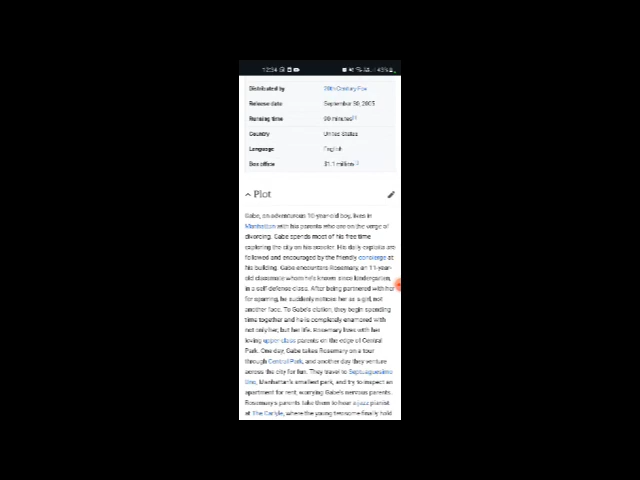 12:34
Distributed by 20th Century Fox
Release date September 30, 2005
Running time 90 minutes
Country United States
Language English
Box office $1.1 million
Plot
Gabe, an adventurous 10-year-old boy, lives in
Manhattan with his parents who are on the verge of
divorcing. Gabe spends most of his free time
exploring the city on his scooter. His daily exploits are
followed and encouraged by the friendly concierge at
his building. Gabe encounters Rosemary, an 11-year-
old classmate whom he's known since kindergarten,
in a self-defense class. After being partnered with her
for sparring, he suddenly notices her as a girl, not
another face. To Gabe's elation, they begin spending
time together and he is completely enamored with
not only her, but her life. Rosemary lives with her
loving upper-class parents on the edge of Central
Park. One day, Gabe takes Rosemary on a tour
through Central Park, and another day they venture
across the city for fun. They travel to Septuagesimo
Uno, Manhattan's smallest park, and try to inspect an
apartment for rent, worrying Gabe's nervous parents.
Rosemary's parents take them to hear a jazz pianist
at The Carlyle, where the young twosome finally hold